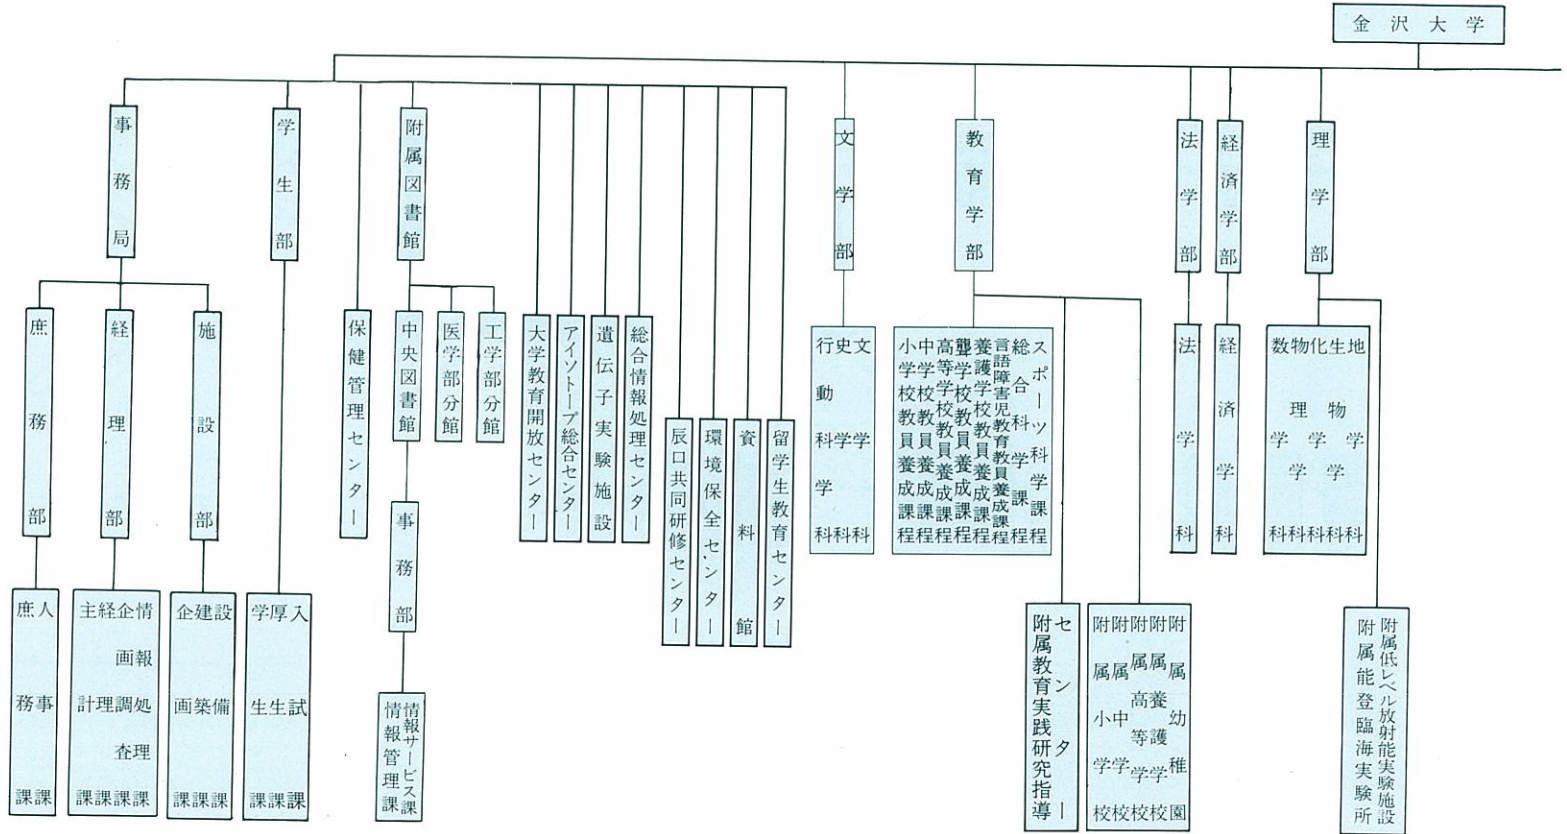 金沢大学
事務局
学生部
附属図書館
文学部
教育学部
法学部
経済学部
理学部
庶務部
経理部
施設部
保健管理センター
中央図書館
医学部分館
工学部分館
大学教育開放センター
アイソトープ総合センター
遺伝子実験施設
総合情報処理センター
辰口共同研修センター
環境保全センター
資料館
留学生教育センター
行動科学科
史学科
文学科
小学校教員養成課程
中学校教員養成課程
高等学校教員養成課程
聾学校教員養成課程
養護学校教員養成課程
言語障害児教育教員養成課程
総合科学課程
スポーツ科学課程
法学科
経済学科
数学科
物理学科
化学科
生物学科
地学科
事務部
庶務課
人事課
主計課
経理課
企画調査課
情報処理課
企画課
建築課
設備課
学生課
厚生課
入試課
情報管理課
情報サービス課
附属教育実践研究指導
センター
附属小学校
附属中学校
附属高等学校
附属養護学校
附属幼稚園
附属能登臨海実験所
附属低レベル放射能実験施設